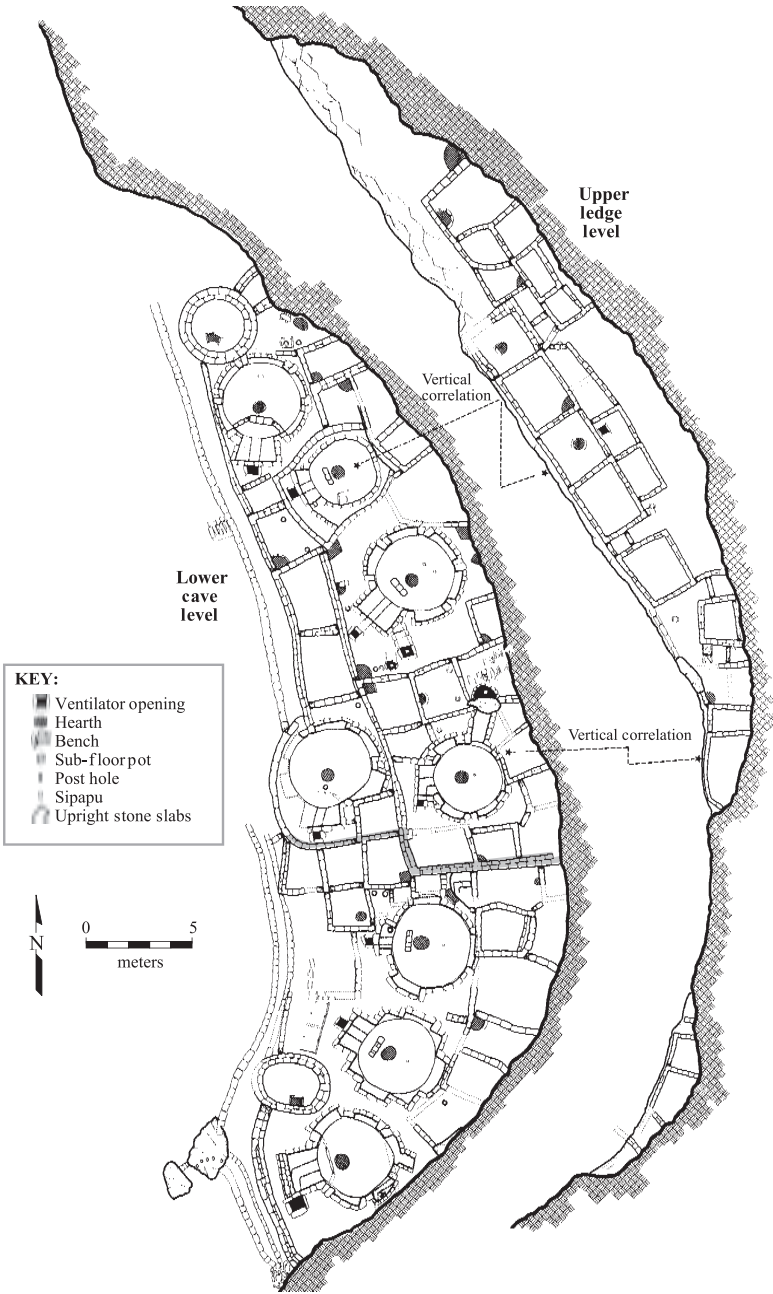 Upper
ledge
level
Vertical
correlation
Lower
cave
level
KEY:
Ventilator opening
Hearth
Bench
Sub-floor pot
Post hole
Sipapu
Upright stone slabs
Vertical correlation
N
0 5
meters